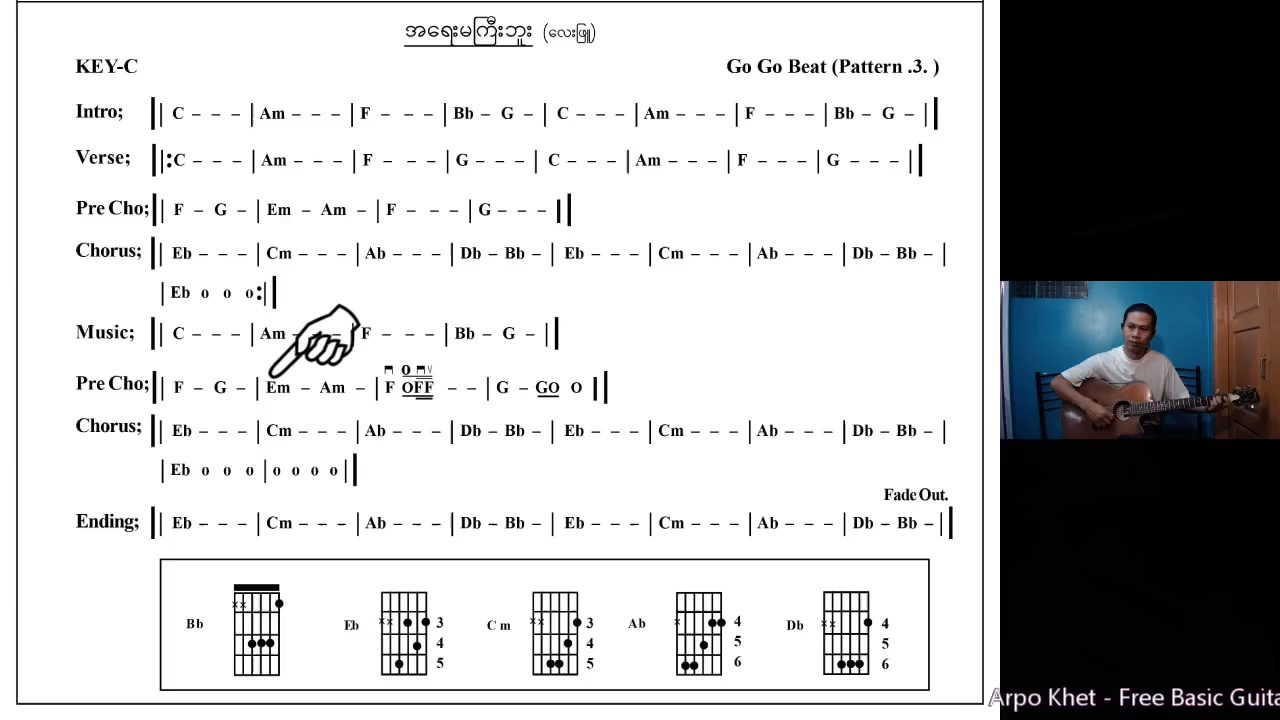 အရေးမကြီးဘူး (လေးဖြူ)
KEY-C Go Go Beat (Pattern .3. )
Intro; || C – – – | Am – – – | F – – – | Bb – G – | C – – – | Am – – – | F – – – | Bb – G – ||
Verse; ||:C – – – | Am – – – | F – – – | G – – – | C – – – | Am – – – | F – – – | G – – – ||
Pre Cho; || F – G – | Em – Am – | F – – – | G – – – ||
Chorus; || Eb – – – | Cm – – – | Ab – – – | Db – Bb – | Eb – – – | Cm – – – | Ab – – – | Db – Bb – |
| Eb o o o :||
Music; || C – – – | Am – – – | F – – – | Bb – G – ||
Pre Cho; || F – G – | Em – Am – | F OFF – – | G – GO O ||
Chorus; || Eb – – – | Cm – – – | Ab – – – | Db – Bb – | Eb – – – | Cm – – – | Ab – – – | Db – Bb – |
| Eb o o o | o o o o ||
Fade Out.
Ending; || Eb – – – | Cm – – – | Ab – – – | Db – Bb – | Eb – – – | Cm – – – | Ab – – – | Db – Bb – ||
Bb
Eb 3 4 5
Cm 3 4 5
Ab 4 5 6
Db 4 5 6
Arpo Khet - Free Basic Guita